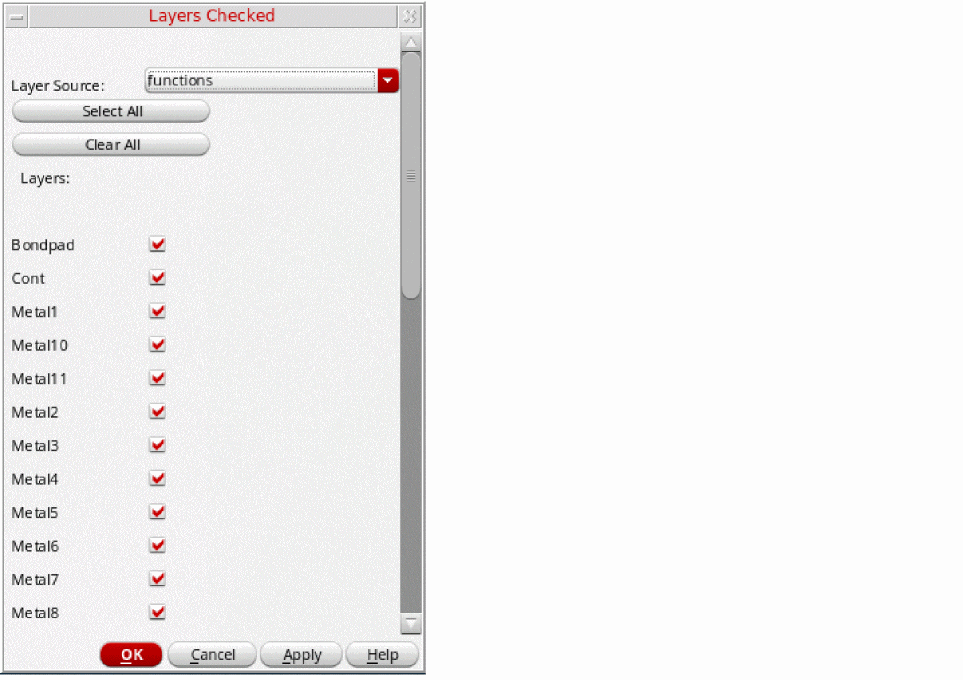 Layers Checked
Layer Source: functions
Select All
Clear All
Layers:
Bondpad
Cont
Metal1
Metal10
Metal11
Metal2
Metal3
Metal4
Metal5
Metal6
Metal7
Metal8
OK Cancel Apply Help